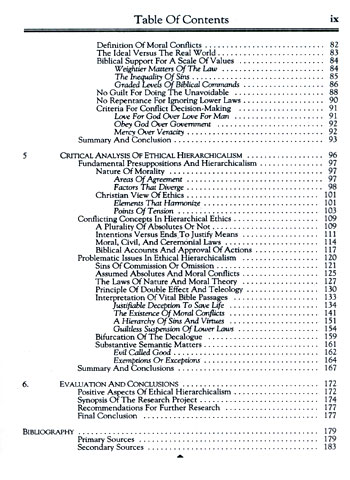 Table Of Contents ix
Definition Of Moral Conflicts 82
The Ideal Versus The Real World 83
Biblical Support For A Scale Of Values 84
Weightier Matters Of The Law 84
The Inequality Of Sins 85
Graded Levels Of Biblical Commands 86
No Guilt For Doing The Unavoidable 88
No Repentrance For Ignoring Lower Laws 90
Criteria For Conflict Decision-Making 91
Love For God Over Love For Man 91
Obey God Over Government 92
Mercy Over Veracity 92
Summary And Conclusion 93
5 Critical Analysis Of Ethical Hierarchicalism 96
Fundamental Presuppositions And Hierarchicalism 97
Nature Of Morality 97
Areas Of Agreement 97
Factors That Diverge 98
Christian View Of Ethics 101
Elements That Harmonize 101
Points Of Tension 103
Conflicting Concepts In Hierarchical Ethics 109
A Plurality Of Absolutes Or Not 109
Intentions Versus Ends To Justify Means 111
Moral, Civil, And Ceremonial Laws 114
Biblical Accounts And Approval Of Actions 117
Problematic Issues In Ethical Hierarchicalism 120
Sins Of Commission Or Omission 121
Assumed Absolutes And Moral Conflicts 125
The Laws Of Nature And Moral Theory 127
Principle Of Double Effect And Teleology 130
Interpretation Of Vital Bible Passages 133
Justifiable Deception To Save Life 134
The Existence Of Moral Conflicts 141
A Hierarchy Of Sins And Virtues 151
Guiltless Suspension Of Lower Laws 154
Bifurcation Of The Decalogue 159
Substantive Semantic Matters 161
Evil Called Good 162
Exemptions Or Exceptions 164
Summary And Conclusions 167
6. Evaluation And Conclusions 172
Positive Aspects Of Ethical Hierarchicalism 172
Synopsis Of The Research Project 174
Recommendations For Further Research 177
Final Conclusion 177
Bibliography 179
Primary Sources 179
Secondary Sources 183